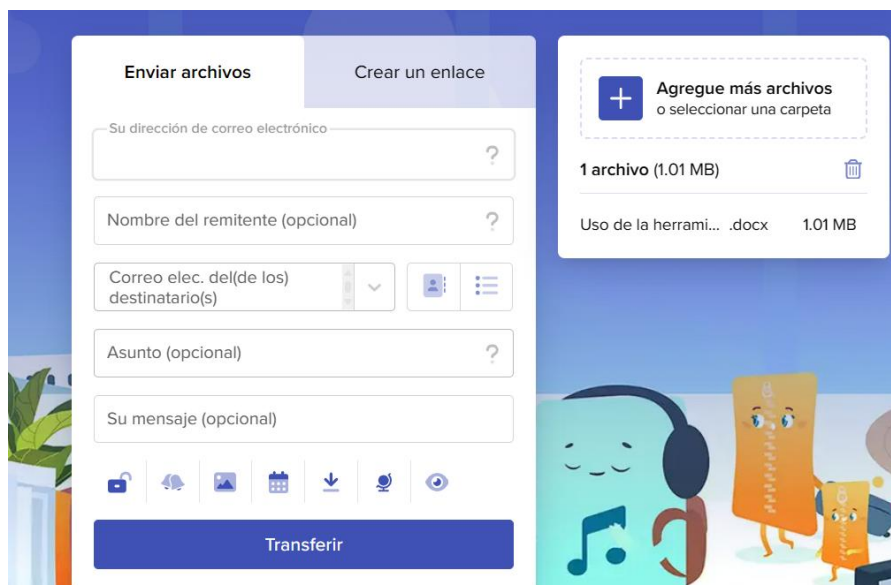 Enviar archivos
Crear un enlace
Su dirección de correo electrónico
?
Nombre del remitente (opcional)
?
Correo elec. del(de los)
destinatario(s)
Asunto (opcional)
?
Su mensaje (opcional)
Transferir
Agregue más archivos
o seleccionar una carpeta
1 archivo (1.01 MB)
Uso de la herrami... .docx 1.01 MB